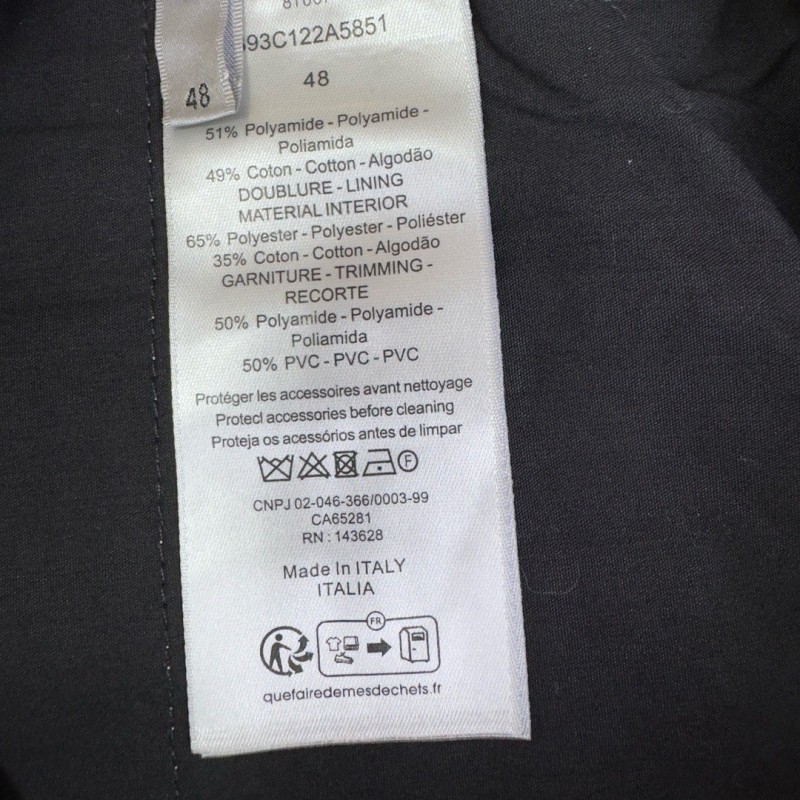 93C122A5851
48
48
51% Polyamide - Polyamide -
Poliamida
49% Coton - Cotton - Algodão
DOUBLURE - LINING
MATERIAL INTERIOR
65% Polyester - Polyester - Poliéster
35% Coton - Cotton - Algodão
GARNITURE - TRIMMING -
RECORTE
50% Polyamide - Polyamide -
Poliamida
50% PVC - PVC - PVC
Protéger les accessoires avant nettoyage
Protecl accessories before cleaning
Proteja os acessórios antes de limpar
F
CNPJ 02-046-366/0003-99
CA65281
RN : 143628
Made In ITALY
ITALIA
FR
quefairedemesdechets.fr